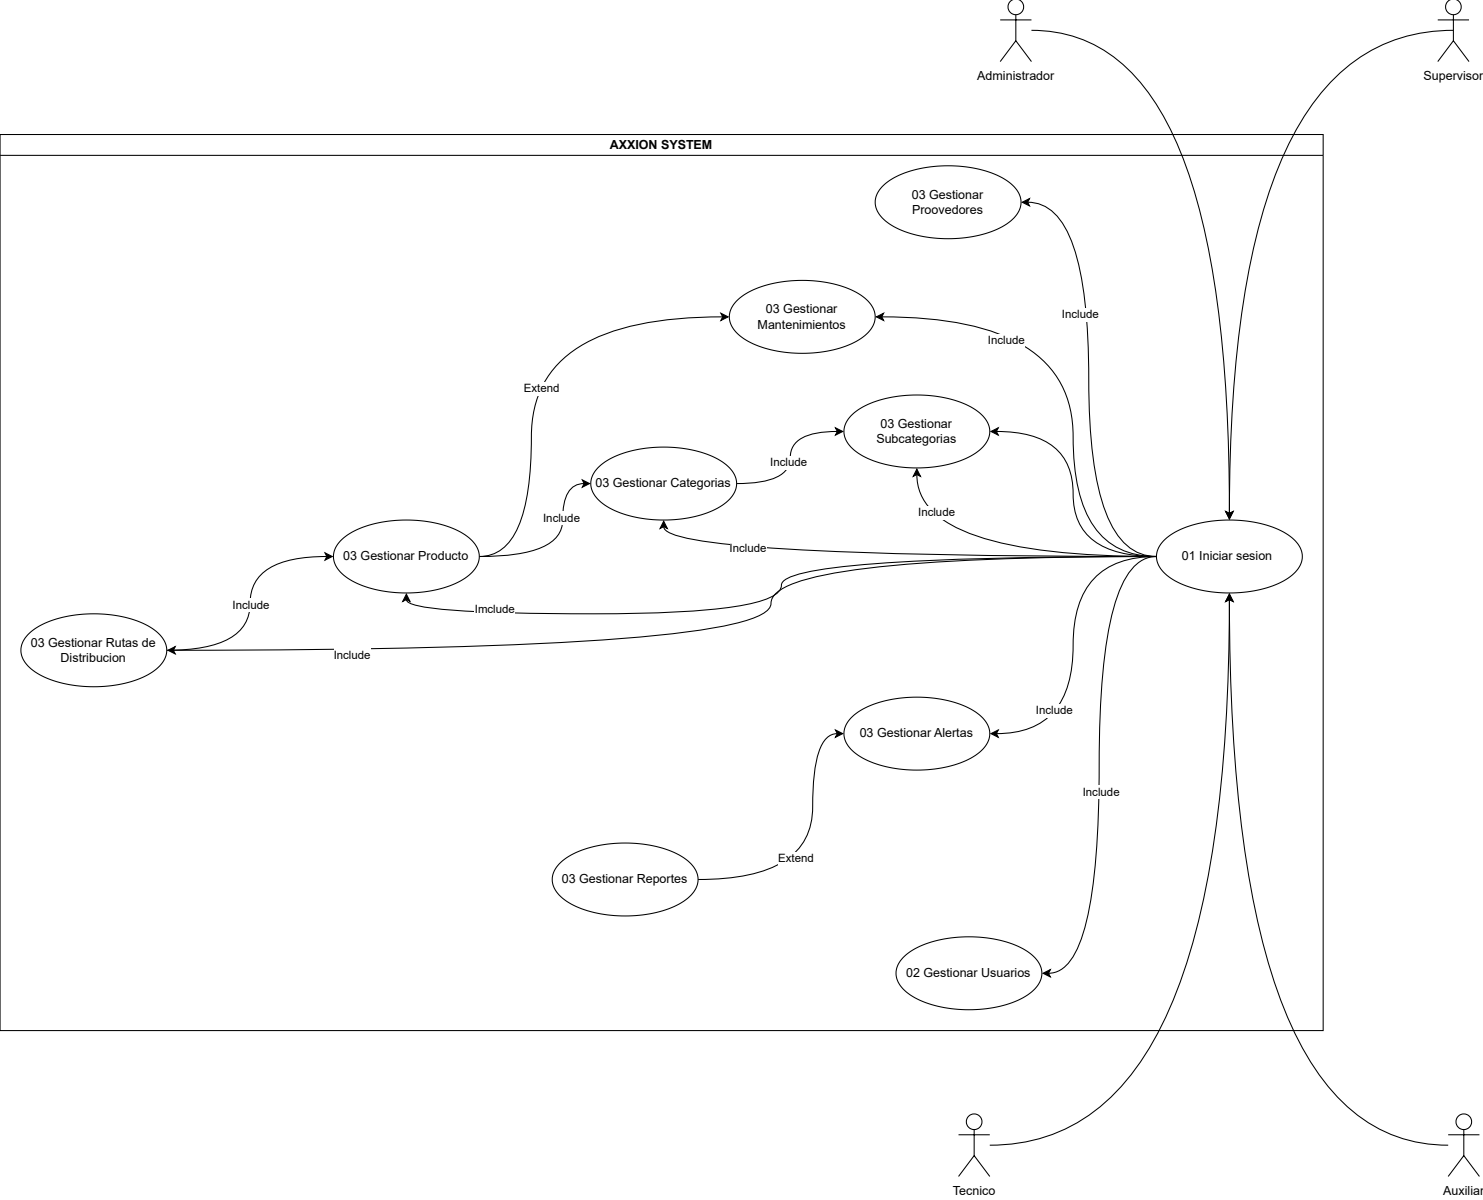 Administrador
Supervisor
AXXION SYSTEM
03 Gestionar
Proovedores
03 Gestionar
Mantenimientos
Include
Include
Extend
03 Gestionar
Subcategorias
Include
03 Gestionar Categorias
Include
Include
Include
03 Gestionar Producto
01 Iniciar sesion
Include
Imclude
03 Gestionar Rutas de
Distribucion
Include
Include
03 Gestionar Alertas
Include
Extend
03 Gestionar Reportes
02 Gestionar Usuarios
Tecnico
Auxiliar